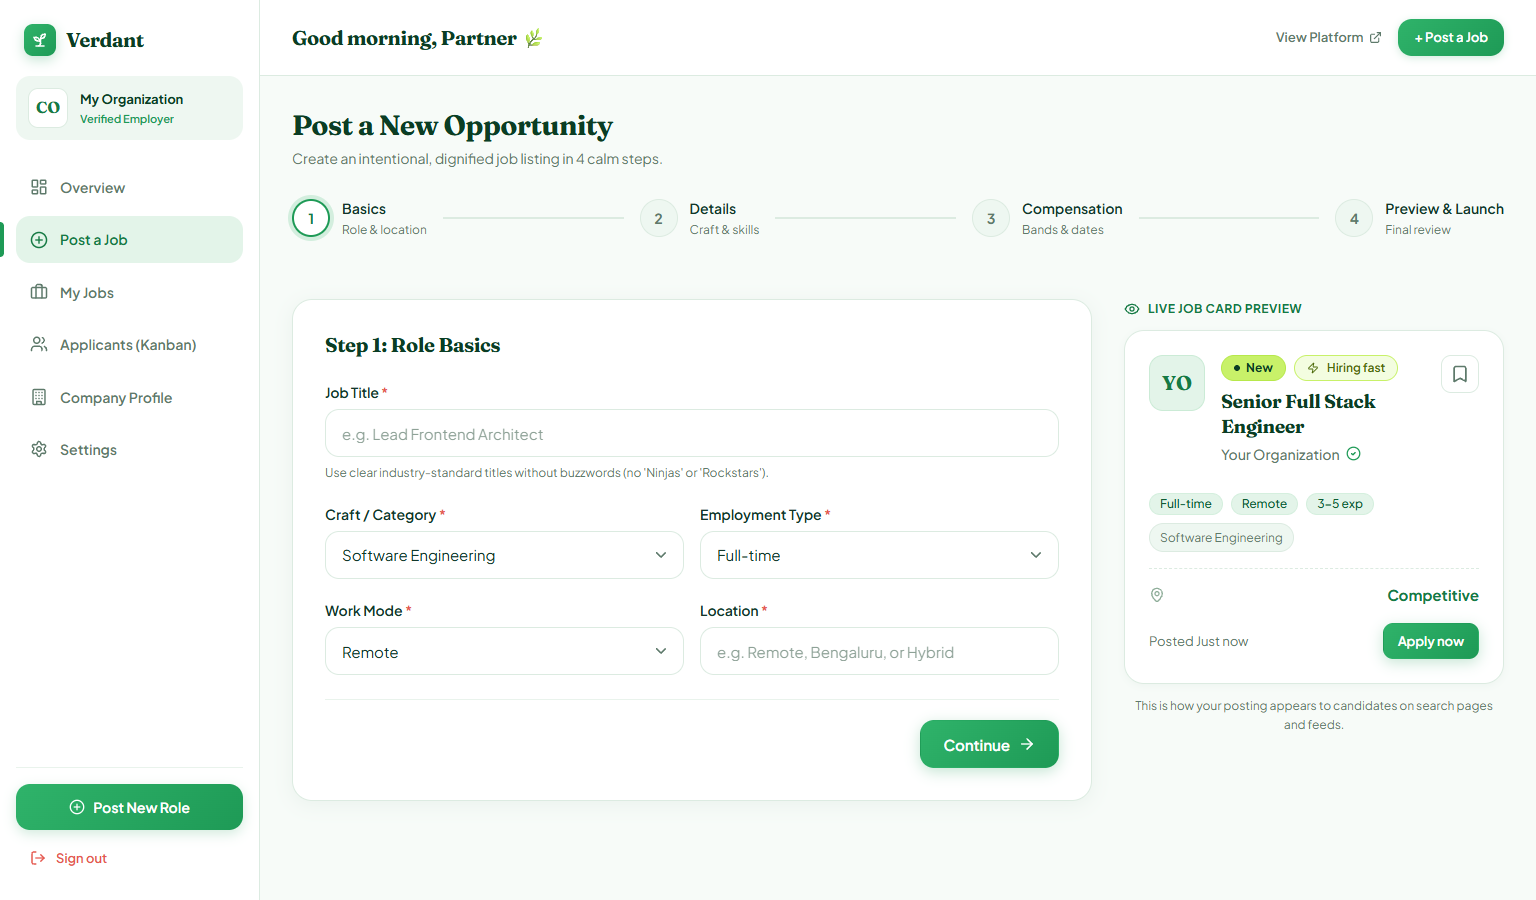 Verdant
CO
My Organization
Verified Employer
Overview
Post a Job
My Jobs
Applicants (Kanban)
Company Profile
Settings
Post New Role
Sign out
Good morning, Partner 🌿
View Platform
+ Post a Job
Post a New Opportunity
Create an intentional, dignified job listing in 4 calm steps.
1
Basics
Role & location
2
Details
Craft & skills
3
Compensation
Bands & dates
4
Preview & Launch
Final review
Step 1: Role Basics
Job Title *
e.g. Lead Frontend Architect
Use clear industry-standard titles without buzzwords (no 'Ninjas' or 'Rockstars').
Craft / Category *
Employment Type *
Software Engineering
Full-time
Work Mode *
Location *
Remote
e.g. Remote, Bengaluru, or Hybrid
Continue
LIVE JOB CARD PREVIEW
YO
New
Hiring fast
Senior Full Stack
Engineer
Your Organization
Full-time
Remote
3–5 exp
Software Engineering
Competitive
Posted Just now
Apply now
This is how your posting appears to candidates on search pages
and feeds.